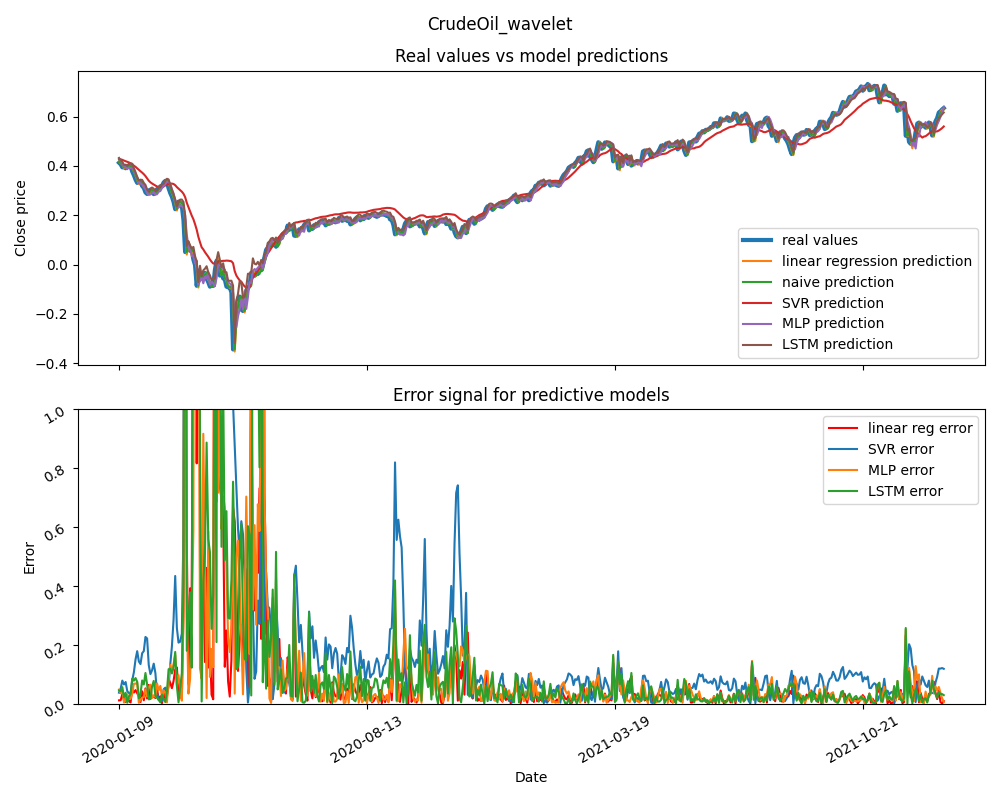 CrudeOil_wavelet
Real values vs model predictions
Close price
0.6
0.4
0.2
0.0
−0.2
−0.4
real values
linear regression prediction
naive prediction
SVR prediction
MLP prediction
LSTM prediction
Error signal for predictive models
Error
1.0
0.8
0.6
0.4
0.2
0.0
linear reg error
SVR error
MLP error
LSTM error
2020-01-09
2020-08-13
2021-03-19
2021-10-21
Date